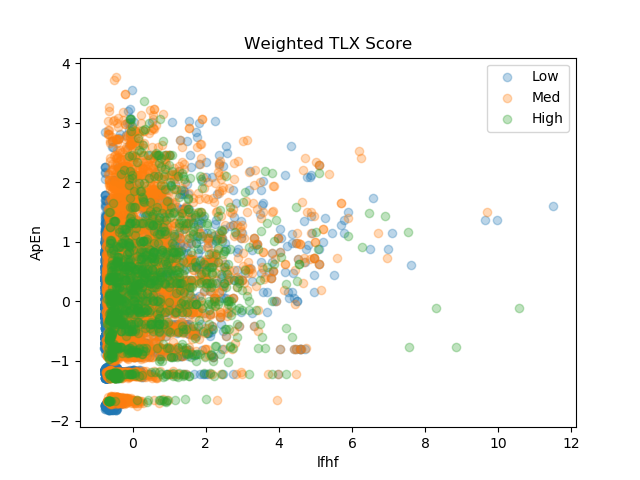 Weighted TLX Score
Low
Med
High
ApEn
4
3
2
1
0
−1
−2
0 2 4 6 8 10 12
lfhf